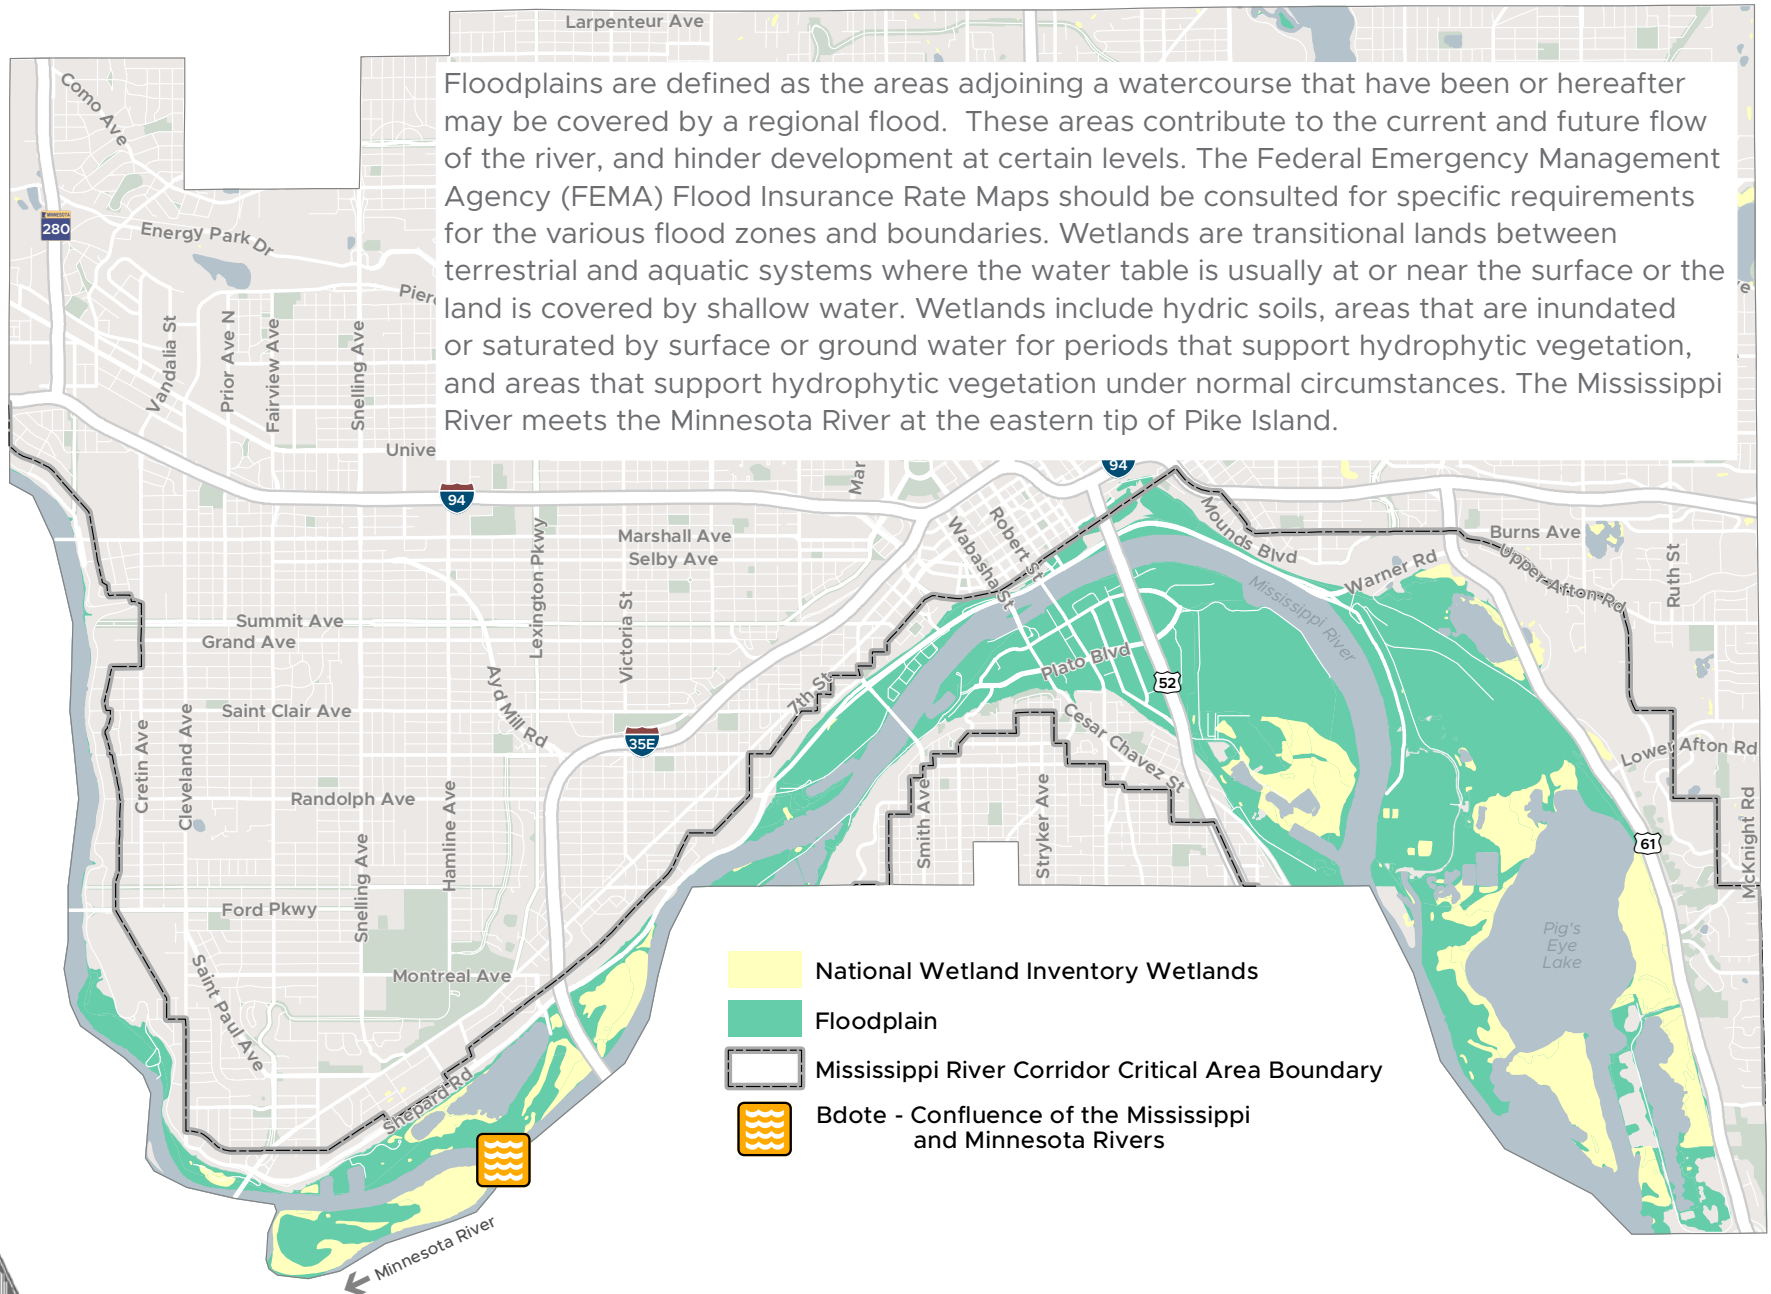 Larpenteur Ave
Floodplains are defined as the areas adjoining a watercourse that have been or hereafter
may be covered by a regional flood.  These areas contribute to the current and future flow
of the river, and hinder development at certain levels. The Federal Emergency Management
Agency (FEMA) Flood Insurance Rate Maps should be consulted for specific requirements
for the various flood zones and boundaries. Wetlands are transitional lands between
terrestrial and aquatic systems where the water table is usually at or near the surface or the
land is covered by shallow water. Wetlands include hydric soils, areas that are inundated
or saturated by surface or ground water for periods that support hydrophytic vegetation,
and areas that support hydrophytic vegetation under normal circumstances. The Mississippi
River meets the Minnesota River at the eastern tip of Pike Island.
Como Ave
MINNESOTA
280
Energy Park Dr
Vandalia St
Prior Ave N
Fairview Ave
Snelling Ave
94
94
Marshall Ave
Selby Ave
Lexington Pkwy
Victoria St
Wabasha St
Robert St
Mounds Blvd
Burns Ave
Upper Afton Rd
Ruth St
Warner Rd
Mississippi River
Summit Ave
Grand Ave
Plato Blvd
52
Ayd Mill Rd
7th St
Saint Clair Ave
35E
Cesar Chavez St
Lower Afton Rd
Cretin Ave
Cleveland Ave
Randolph Ave
Hamline Ave
Snelling Ave
Smith Ave
Stryker Ave
61
McKnight Rd
Ford Pkwy
Pig's
Eye
Lake
Montreal Ave
Saint Paul Ave
Shepard Rd
National Wetland Inventory Wetlands
Floodplain
Mississippi River Corridor Critical Area Boundary
Bdote - Confluence of the Mississippi
and Minnesota Rivers
Minnesota River